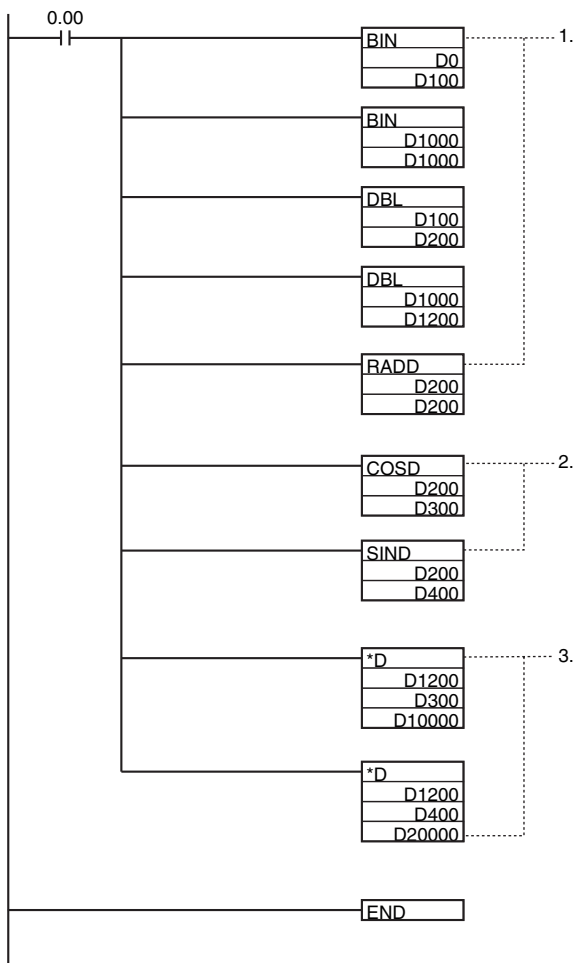 0.00
BIN
1.
D0
D100
BIN
D1000
D1000
DBL
D100
D200
DBL
D1000
D1200
RADD
D200
D200
COSD
2.
D200
D300
SIND
D200
D400
*D
3.
D1200
D300
D10000
*D
D1200
D400
D20000
END